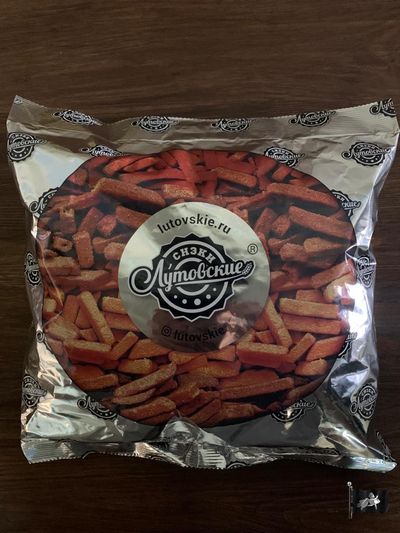 lutovskie.ru
СНЭКИ
Лутовские
®
lutovskie